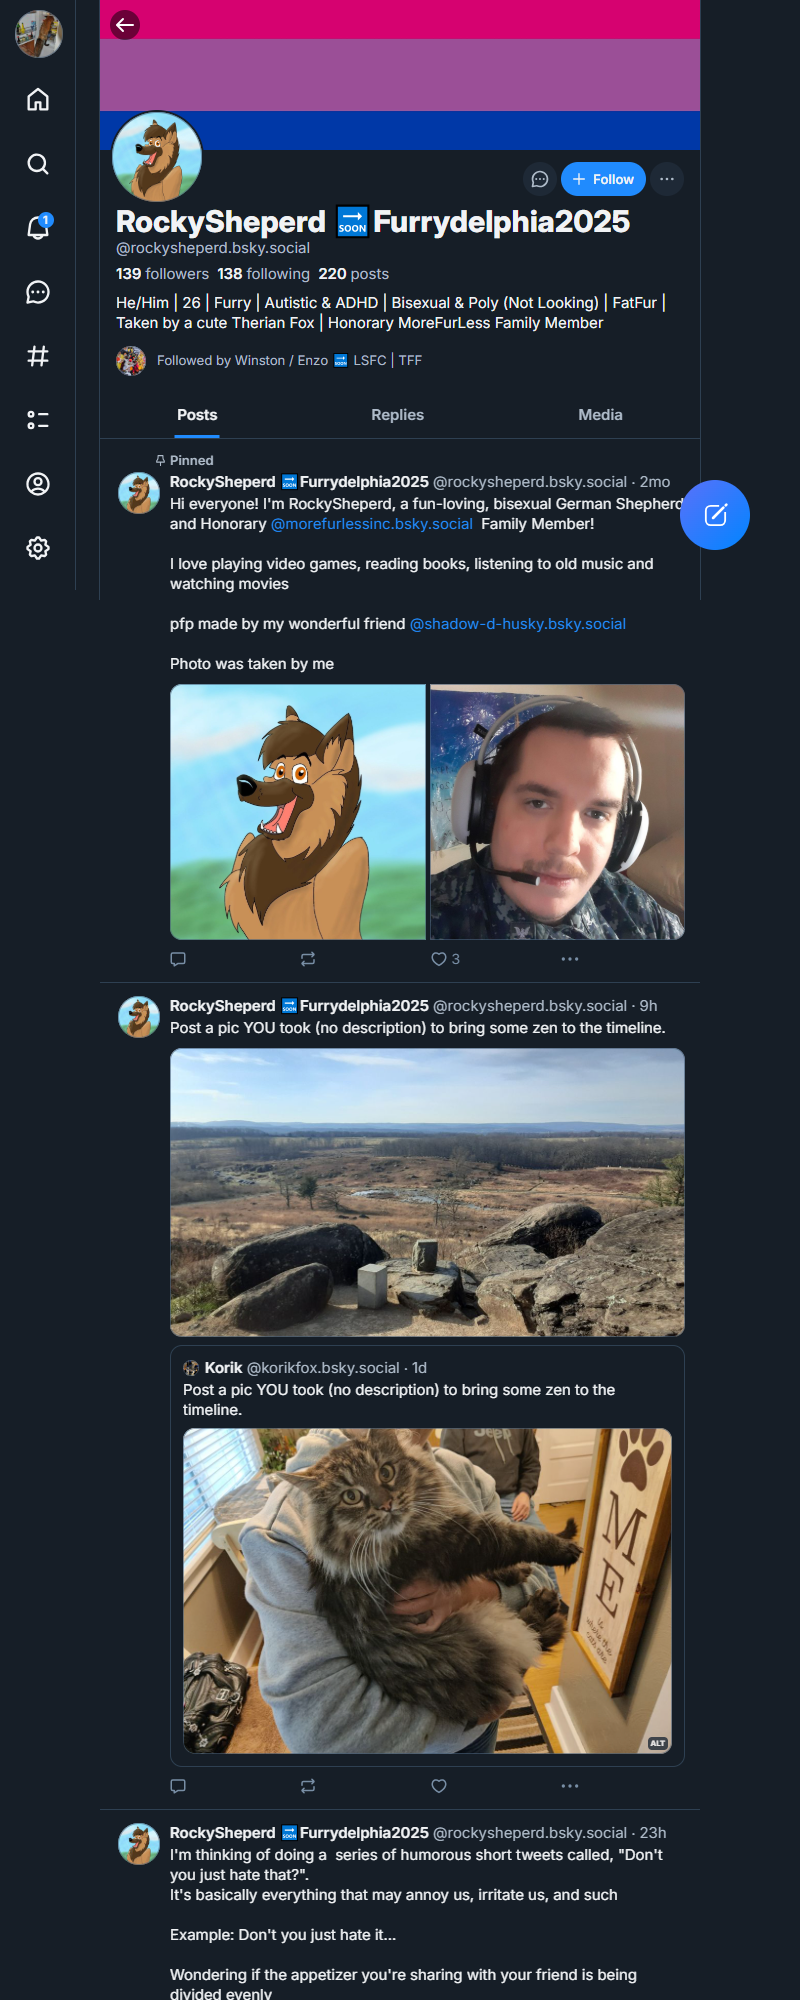 1
+ Follow
RockySheperd 🔜Furrydelphia2025
@rockysheperd.bsky.social
139 followers 138 following 220 posts
He/Him | 26 | Furry | Autistic & ADHD | Bisexual & Poly (Not Looking) | FatFur |
Taken by a cute Therian Fox | Honorary MoreFurLess Family Member
Followed by Winston / Enzo 🔜 LSFC | TFF
Posts Replies Media
Pinned
RockySheperd 🔜Furrydelphia2025 @rockysheperd.bsky.social · 2mo
Hi everyone! I'm RockySheperd, a fun-loving, bisexual German Shepherd
and Honorary @morefurlessinc.bsky.social Family Member!
I love playing video games, reading books, listening to old music and
watching movies
pfp made by my wonderful friend @shadow-d-husky.bsky.social
Photo was taken by me
3
RockySheperd 🔜Furrydelphia2025 @rockysheperd.bsky.social · 9h
Post a pic YOU took (no description) to bring some zen to the timeline.
Korik @korikfox.bsky.social · 1d
Post a pic YOU took (no description) to bring some zen to the
timeline.
Jeep
ME
ALT
RockySheperd 🔜Furrydelphia2025 @rockysheperd.bsky.social · 23h
I'm thinking of doing a series of humorous short tweets called, "Don't
you just hate that?".
It's basically everything that may annoy us, irritate us, and such
Example: Don't you just hate it...
Wondering if the appetizer you're sharing with your friend is being
divided evenly